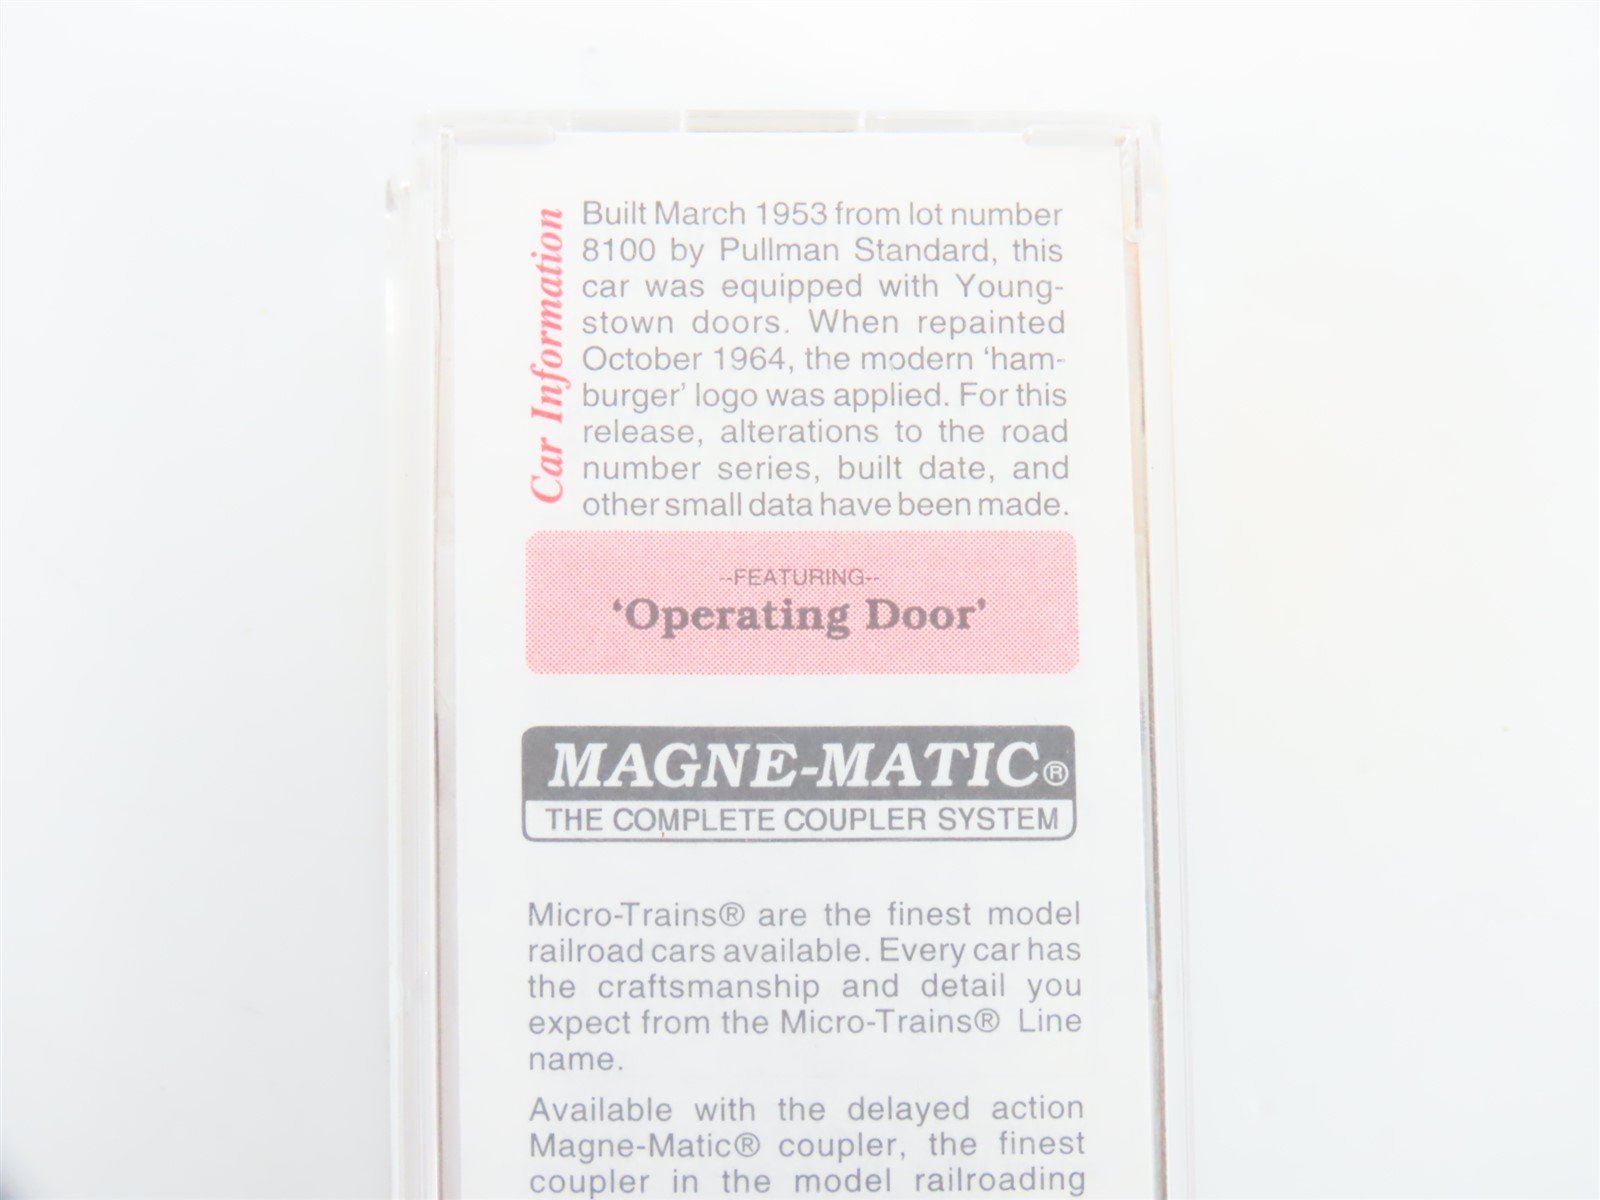 Car Information
Built March 1953 from lot number
8100 by Pullman Standard, this
car was equipped with Young-
stown doors. When repainted
October 1964, the modern ‘ham-
burger’ logo was applied. For this
release, alterations to the road
number series, built date, and
other small data have been made.
--FEATURING--
‘Operating Door’
MAGNE-MATIC®
THE COMPLETE COUPLER SYSTEM
Micro-Trains® are the finest model
railroad cars available. Every car has
the craftsmanship and detail you
expect from the Micro-Trains® Line
name.
Available with the delayed action
Magne-Matic® coupler, the finest
coupler in the model railroading